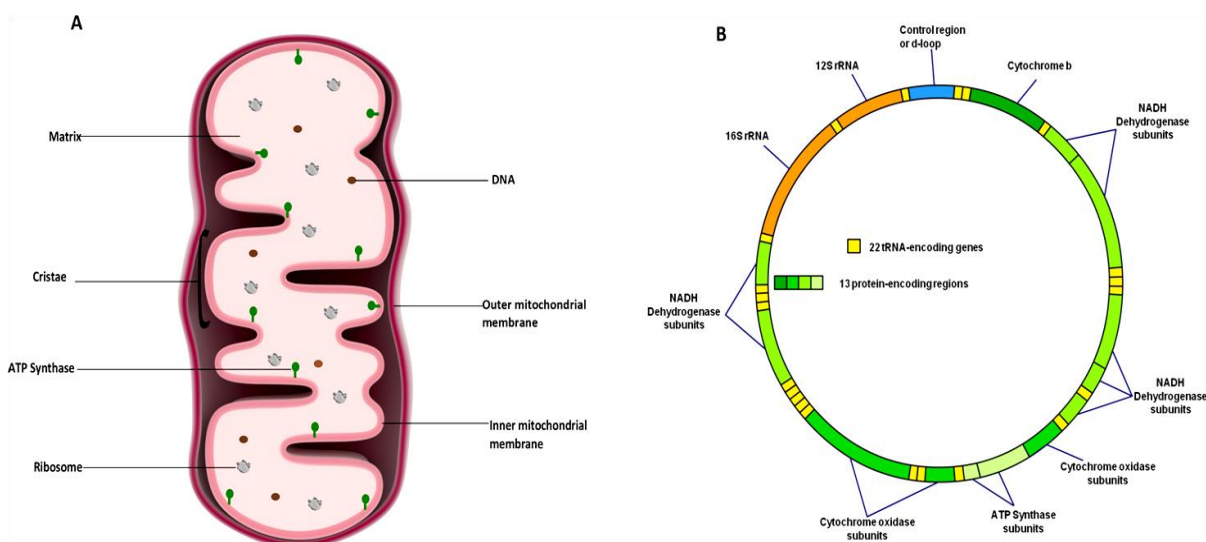 A
Matrix
Cristae
ATP Synthase
Ribosome
DNA
Outer mitochondrial
membrane
Inner mitochondrial
membrane
B
Control region
or d-loop
12S rRNA
Cytochrome b
16S rRNA
NADH
Dehydrogenase
subunits
22 tRNA-encoding genes
13 protein-encoding regions
NADH
Dehydrogenase
subunits
NADH
Dehydrogenase
subunits
Cytochrome oxidase
subunits
ATP Synthase
subunits
Cytochrome oxidase
subunits